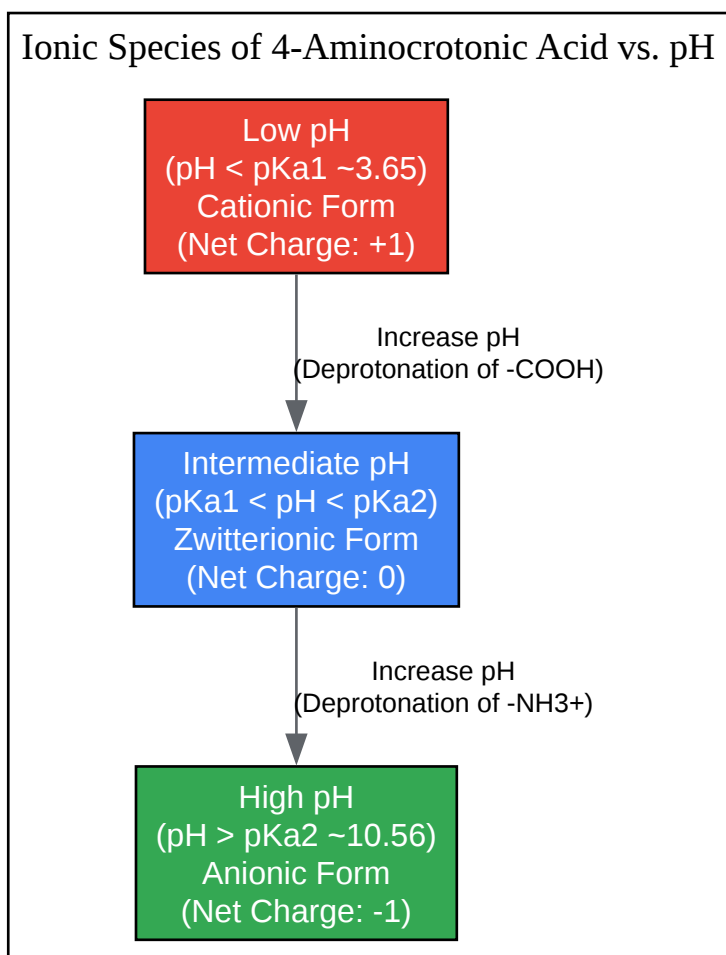 Ionic Species of 4-Aminocrotonic Acid vs. pH
Low pH
(pH < pKa1 ~3.65)
Cationic Form
(Net Charge: +1)
Increase pH
(Deprotonation of -COOH)
Intermediate pH
(pKa1 < pH < pKa2)
Zwitterionic Form
(Net Charge: 0)
Increase pH
(Deprotonation of -NH3+)
High pH
(pH > pKa2 ~10.56)
Anionic Form
(Net Charge: -1)